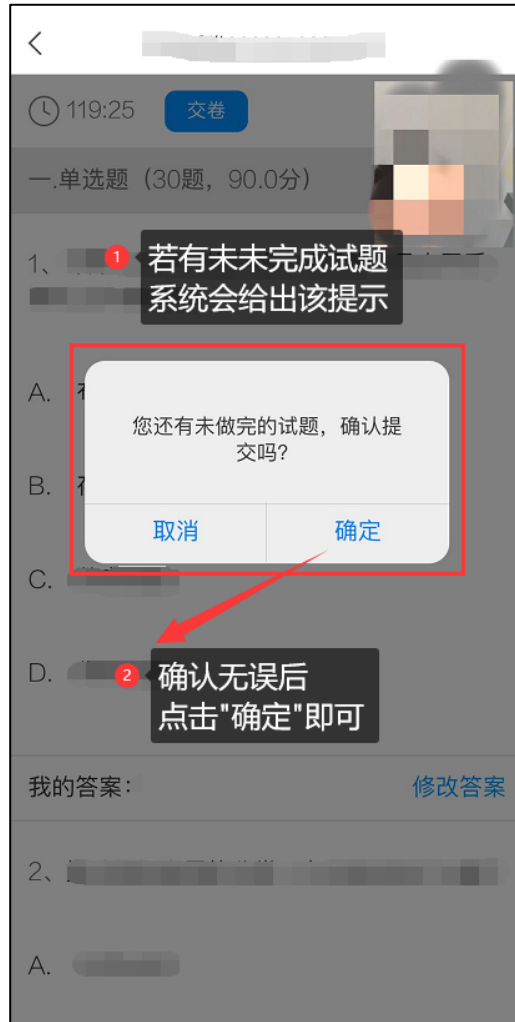 119:25 交卷
一.单选题（30题，90.0分）
1、
1 若有未未完成试题
系统会给出该提示
A.
您还有未做完的试题，确认提
交吗？
B.
取消 确定
C.
D.
2 确认无误后
点击"确定"即可
我的答案： 修改答案
2、
A.